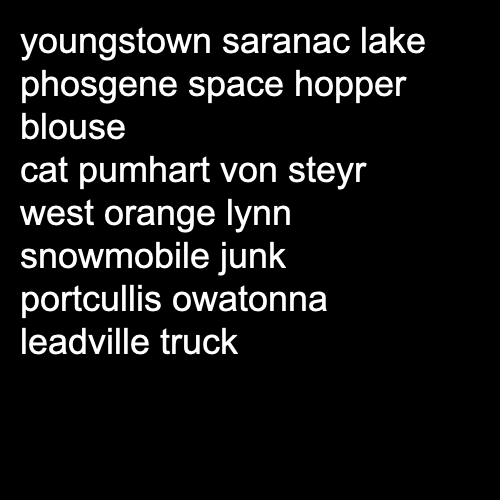 youngstown saranac lake
phosgene space hopper
blouse
cat pumhart von steyr
west orange lynn
snowmobile junk
portcullis owatonna
leadville truck